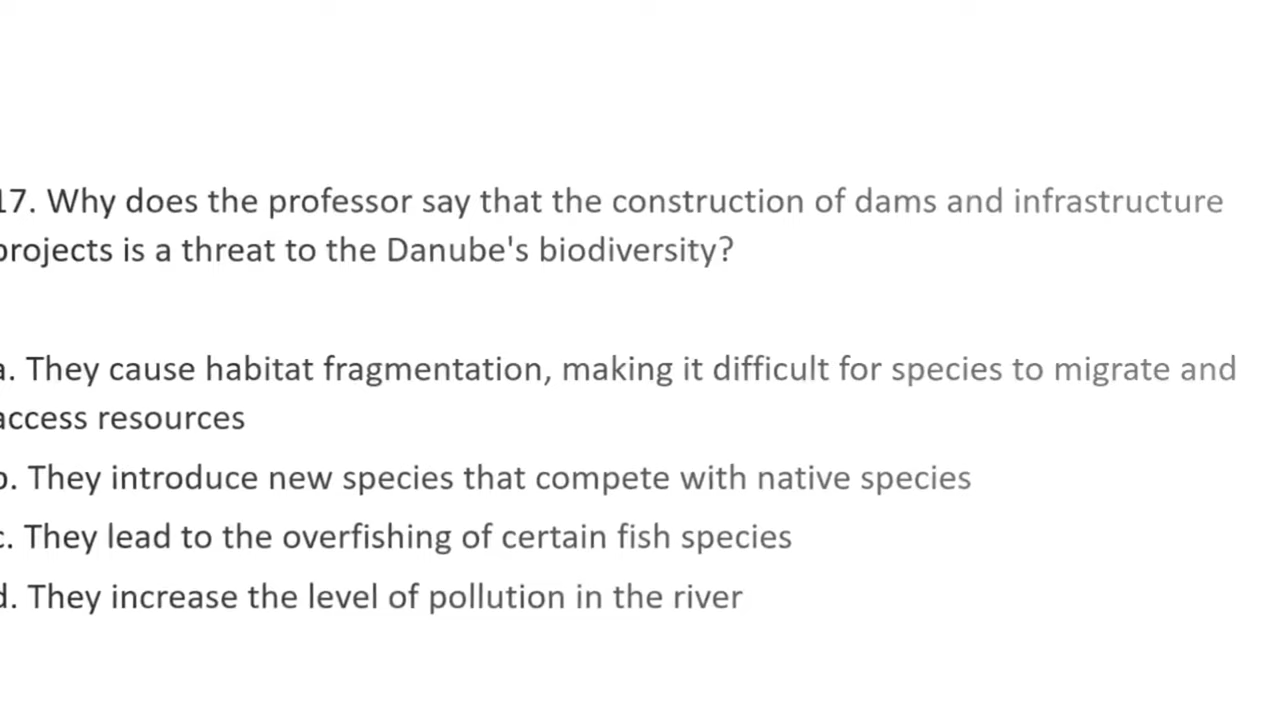 17. Why does the professor say that the construction of dams and infrastructure
projects is a threat to the Danube's biodiversity?
a. They cause habitat fragmentation, making it difficult for species to migrate and
access resources
b. They introduce new species that compete with native species
c. They lead to the overfishing of certain fish species
d. They increase the level of pollution in the river